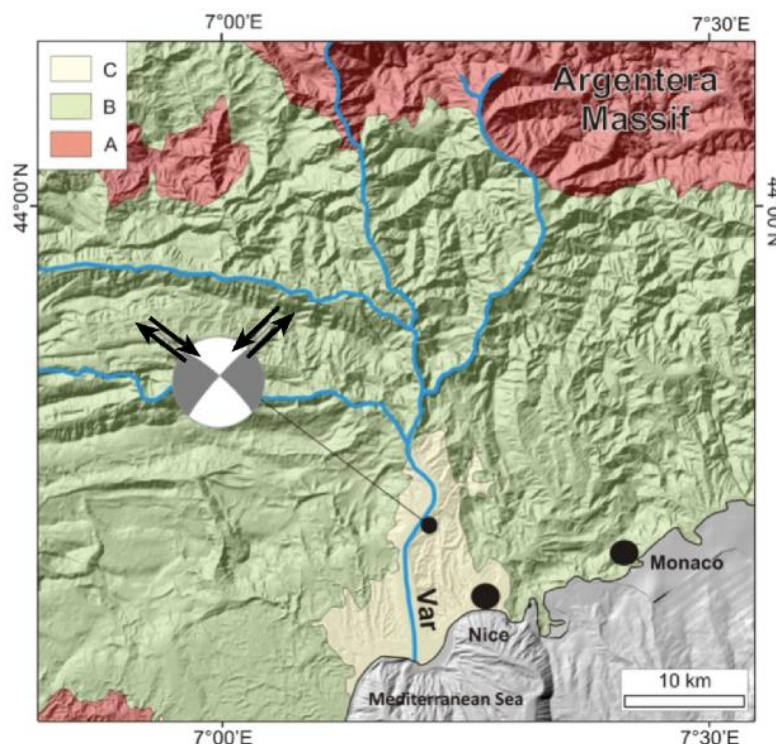 7°00'E
7°30'E
C
B
A
Argentera
Massif
44°00'N
44°00'N
Monaco
Var
Nice
10 km
Mediterranean Sea
7°00'E
7°30'E